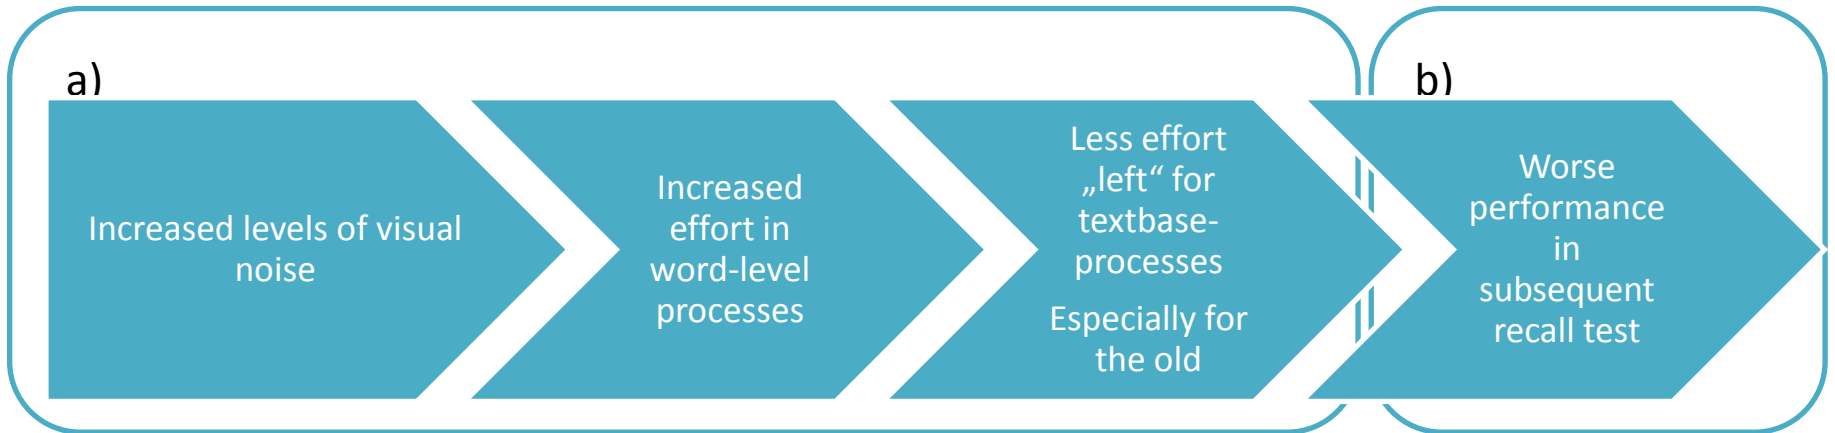 a)
Increased levels of visual
noise
Increased
effort in
word-level
processes
Less effort
„left“ for
textbase-
processes
Especially for
the old
b)
Worse
performance
in
subsequent
recall test